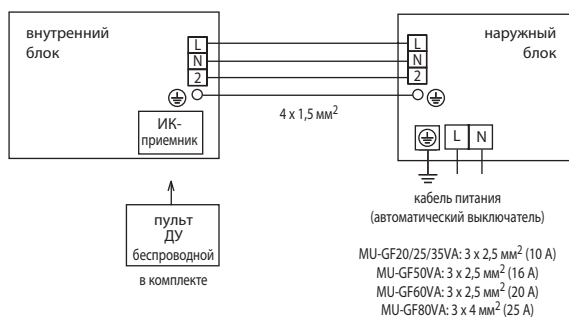 внутренний
блок
L
N
2
ИК-
приемник
пульт
ДУ
беспроводной
в комплекте
4 x 1,5 мм²
наружный
блок
L
N
2
L N
кабель питания
(автоматический выключатель)
MU-GF20/25/35VA: 3 x 2,5 мм² (10 А)
MU-GF50VA: 3 x 2,5 мм² (16 А)
MU-GF60VA: 3 x 2,5 мм² (20 А)
MU-GF80VA: 3 x 4 мм² (25 А)